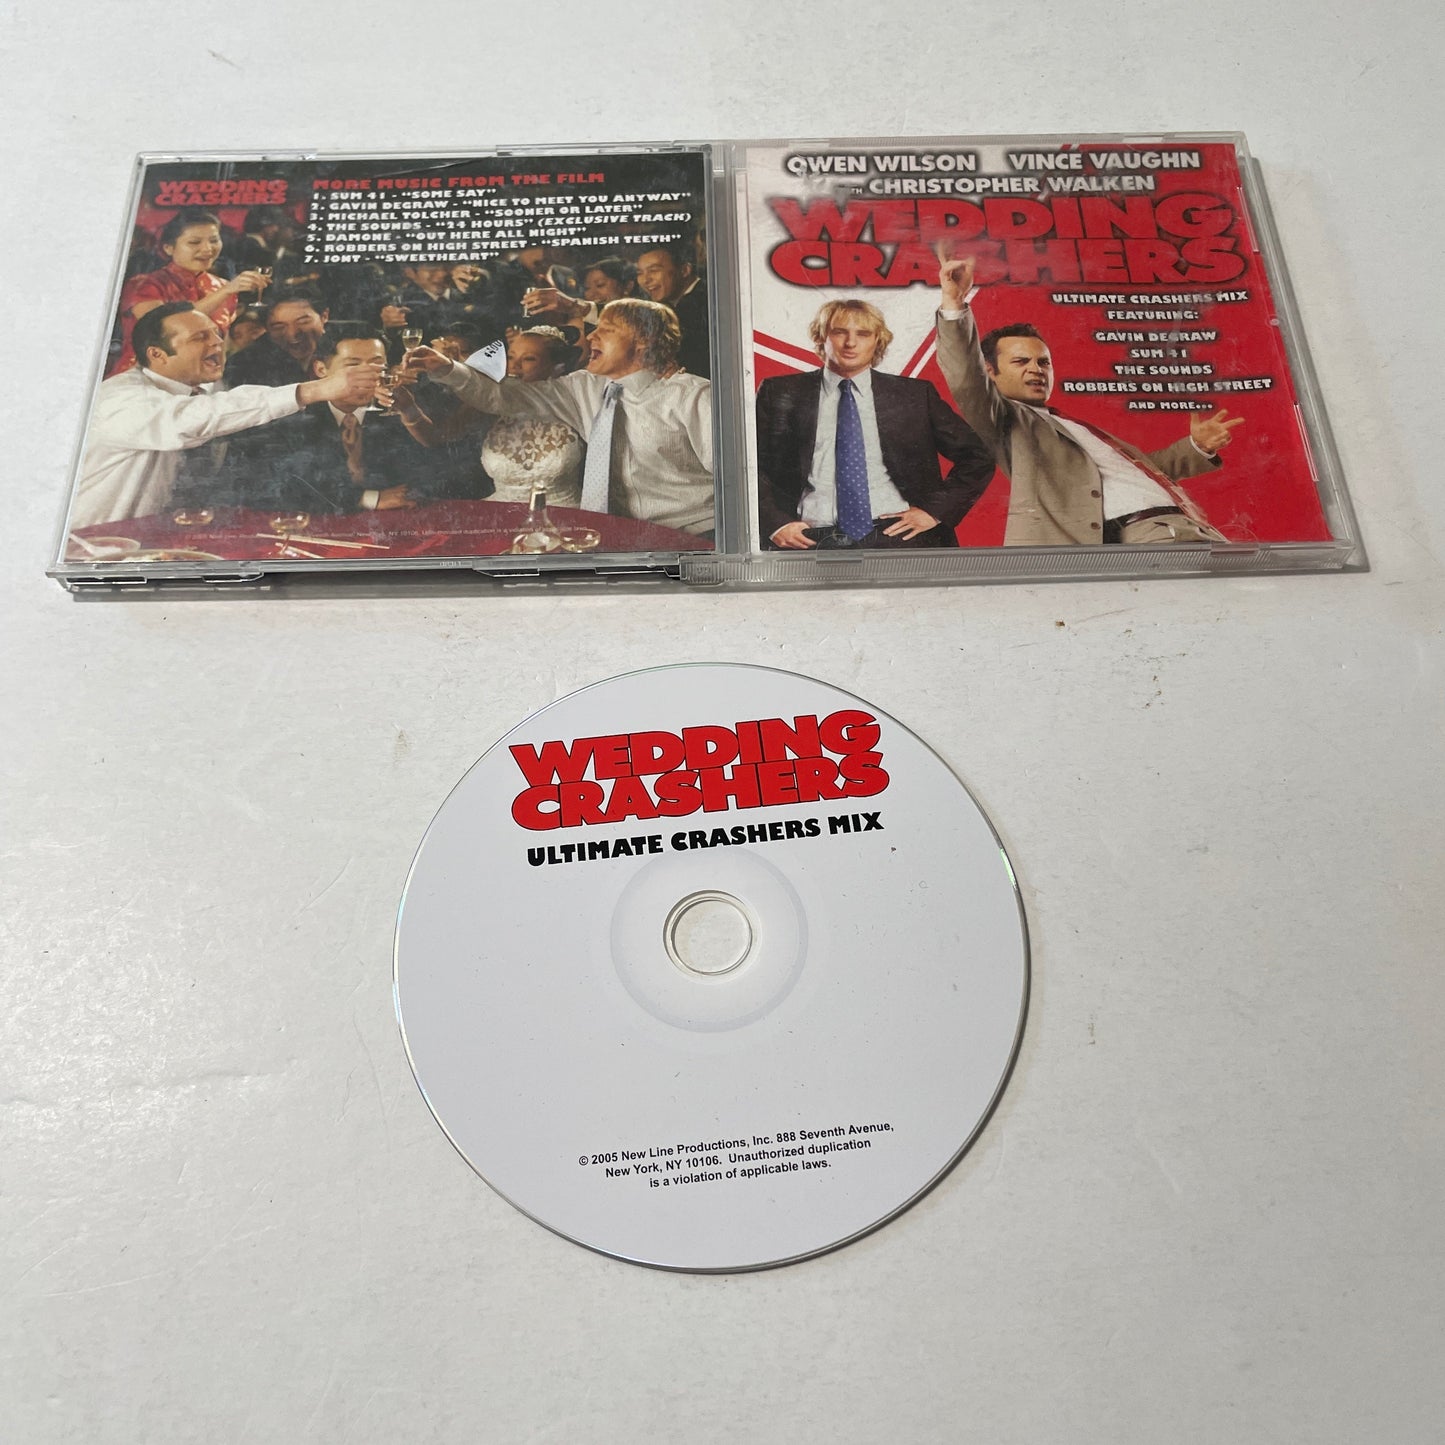 WEDDING
CRASHERS
MORE MUSIC FROM THE FILM
1. SUM 41 - "SOME SAY"
2. GAVIN DEGRAW - "NICE TO MEET YOU ANYWAY"
3. MICHAEL TOLCHER - "SOONER OR LATER"
4. THE SOUNDS - "24 HOURS" (EXCLUSIVE TRACK)
5. DAMONE - "OUT HERE ALL NIGHT"
6. ROBBERS ON HIGH STREET - "SPANISH TEETH"
7. JONT - "SWEETHEART"
OWEN WILSON VINCE VAUGHN
WITH CHRISTOPHER WALKEN
WEDDING
CRASHERS
ULTIMATE CRASHERS MIX
FEATURING:
GAVIN DEGRAW
SUM 41
THE SOUNDS
ROBBERS ON HIGH STREET
AND MORE...
WEDDING
CRASHERS
ULTIMATE CRASHERS MIX
© 2005 New Line Productions, Inc. 888 Seventh Avenue,
New York, NY 10106. Unauthorized duplication
is a violation of applicable laws.